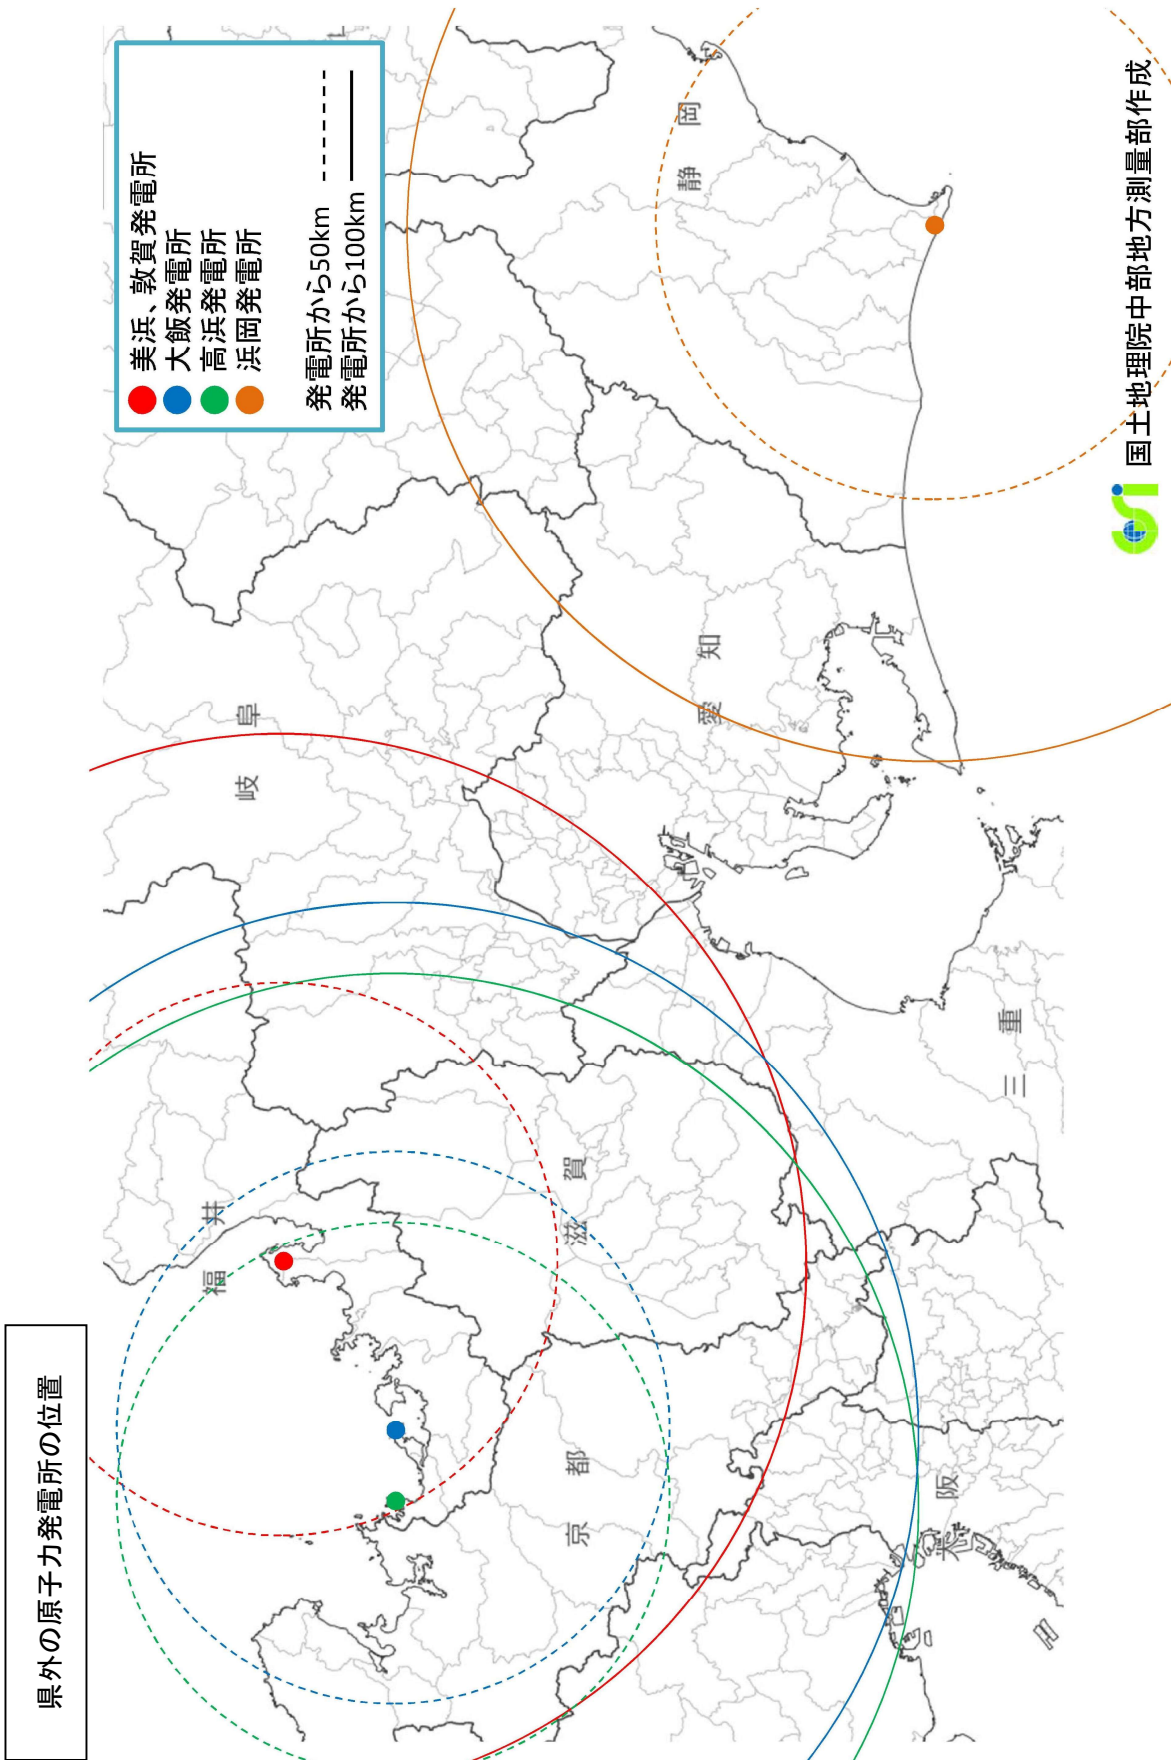 県外の原子力発電所の位置
美浜、敦賀発電所
大飯発電所
高浜発電所
浜岡発電所
発電所から50km
発電所から100km
福 井
岐 阜
静 岡
愛 知
滋 賀
京 都
三 重
大 阪
国土地理院中部地方測量部作成